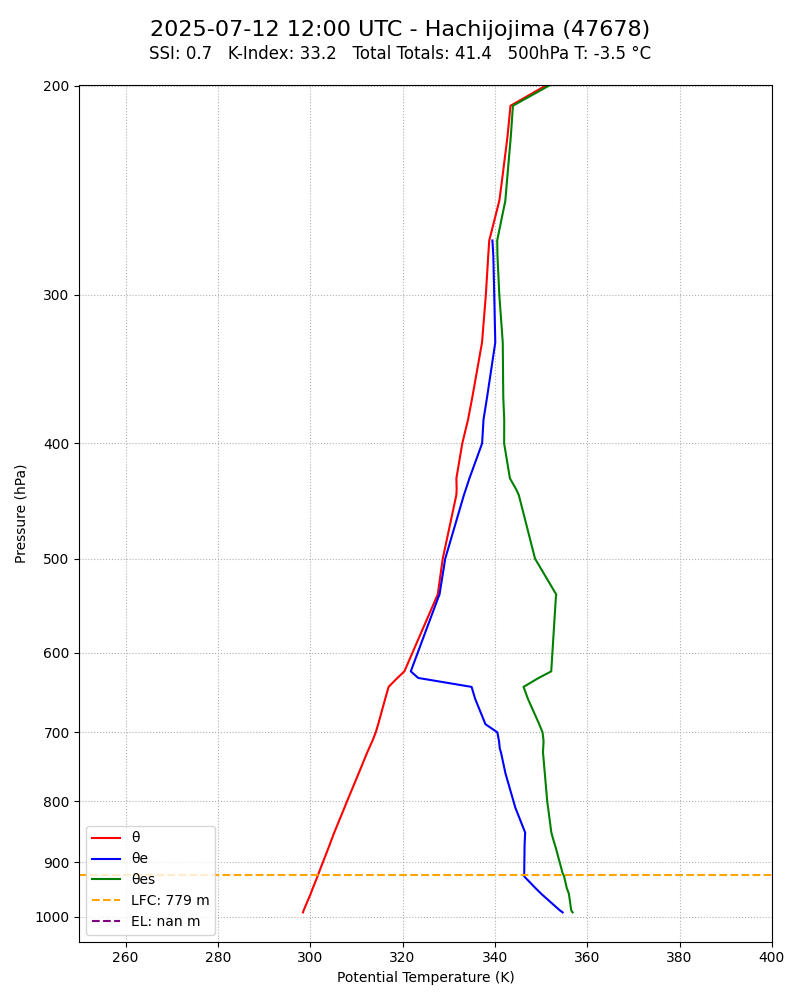 2025-07-12 12:00 UTC - Hachijojima (47678)
SSI: 0.7 K-Index: 33.2 Total Totals: 41.4 500hPa T: -3.5 °C
200
300
400
500
600
700
800
900
1000
Pressure (hPa)
θ
θe
θes
LFC: 779 m
EL: nan m
260 280 300 320 340 360 380 400
Potential Temperature (K)